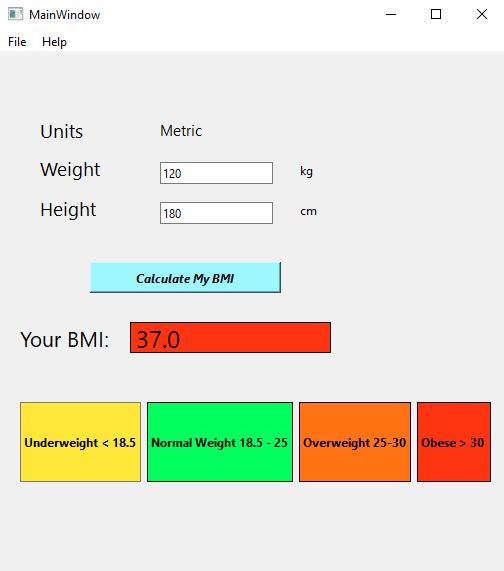 MainWindow
File Help
Units Metric
Weight 120 kg
Height 180 cm
Calculate My BMI
Your BMI: 37.0
Underweight < 18.5 Normal Weight 18.5 - 25 Overweight 25-30 Obese > 30